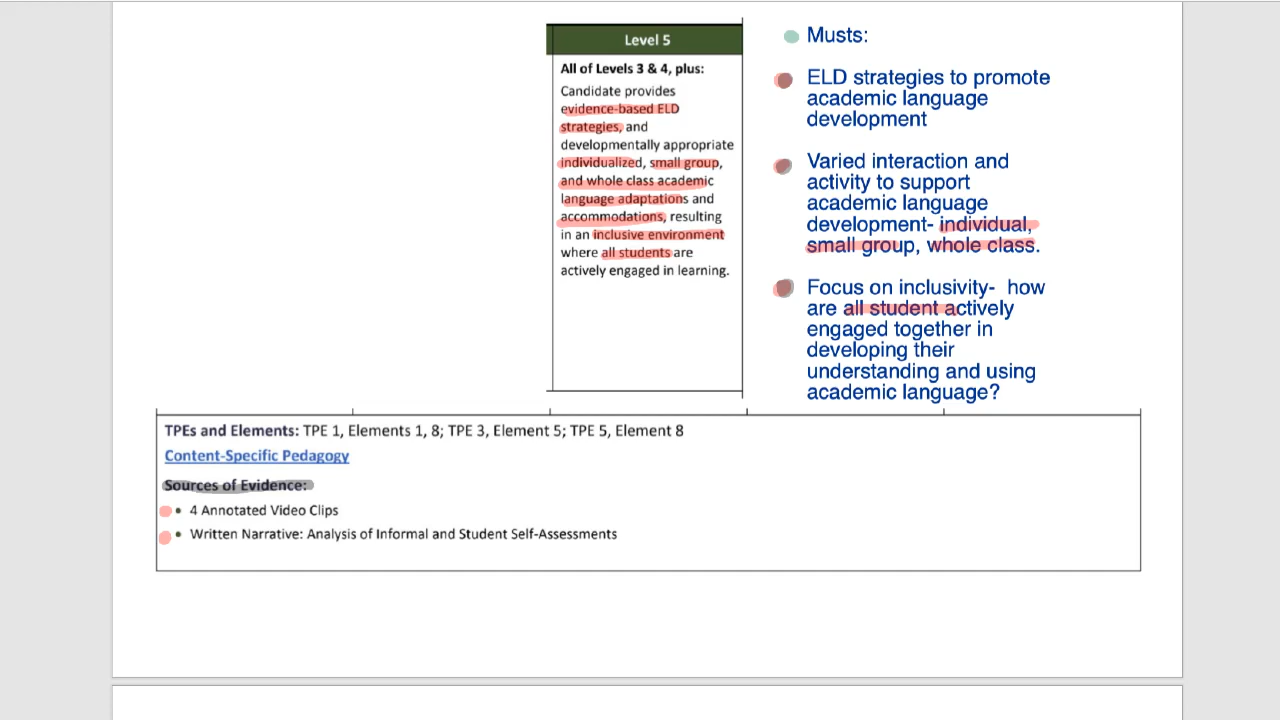 Level 5
All of Levels 3 & 4, plus:
Candidate provides
evidence-based ELD
strategies, and
developmentally appropriate
individualized, small group,
and whole class academic
language adaptations and
accommodations, resulting
in an inclusive environment
where all students are
actively engaged in learning.
Musts:
ELD strategies to promote
academic language
development
Varied interaction and
activity to support
academic language
development- individual,
small group, whole class.
Focus on inclusivity-  how
are all student actively
engaged together in
developing their
understanding and using
academic language?
TPEs and Elements: TPE 1, Elements 1, 8; TPE 3, Element 5; TPE 5, Element 8
Content-Specific Pedagogy
Sources of Evidence:
• 4 Annotated Video Clips
• Written Narrative: Analysis of Informal and Student Self-Assessments